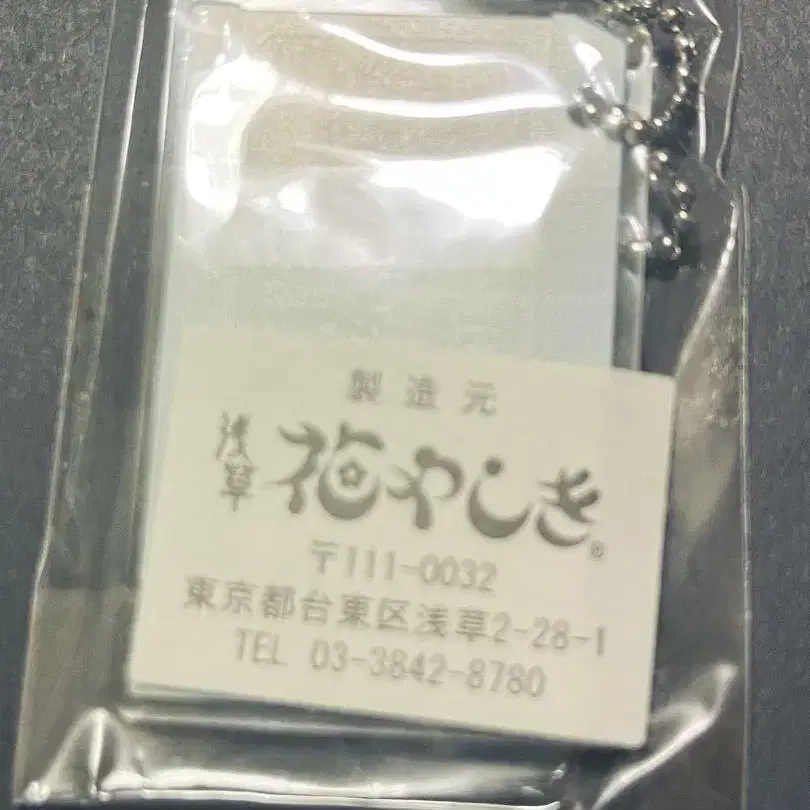 製造元
浅草 花やしき®
〒111-0032
東京都台東区浅草2-28-1
TEL 03-3842-8780